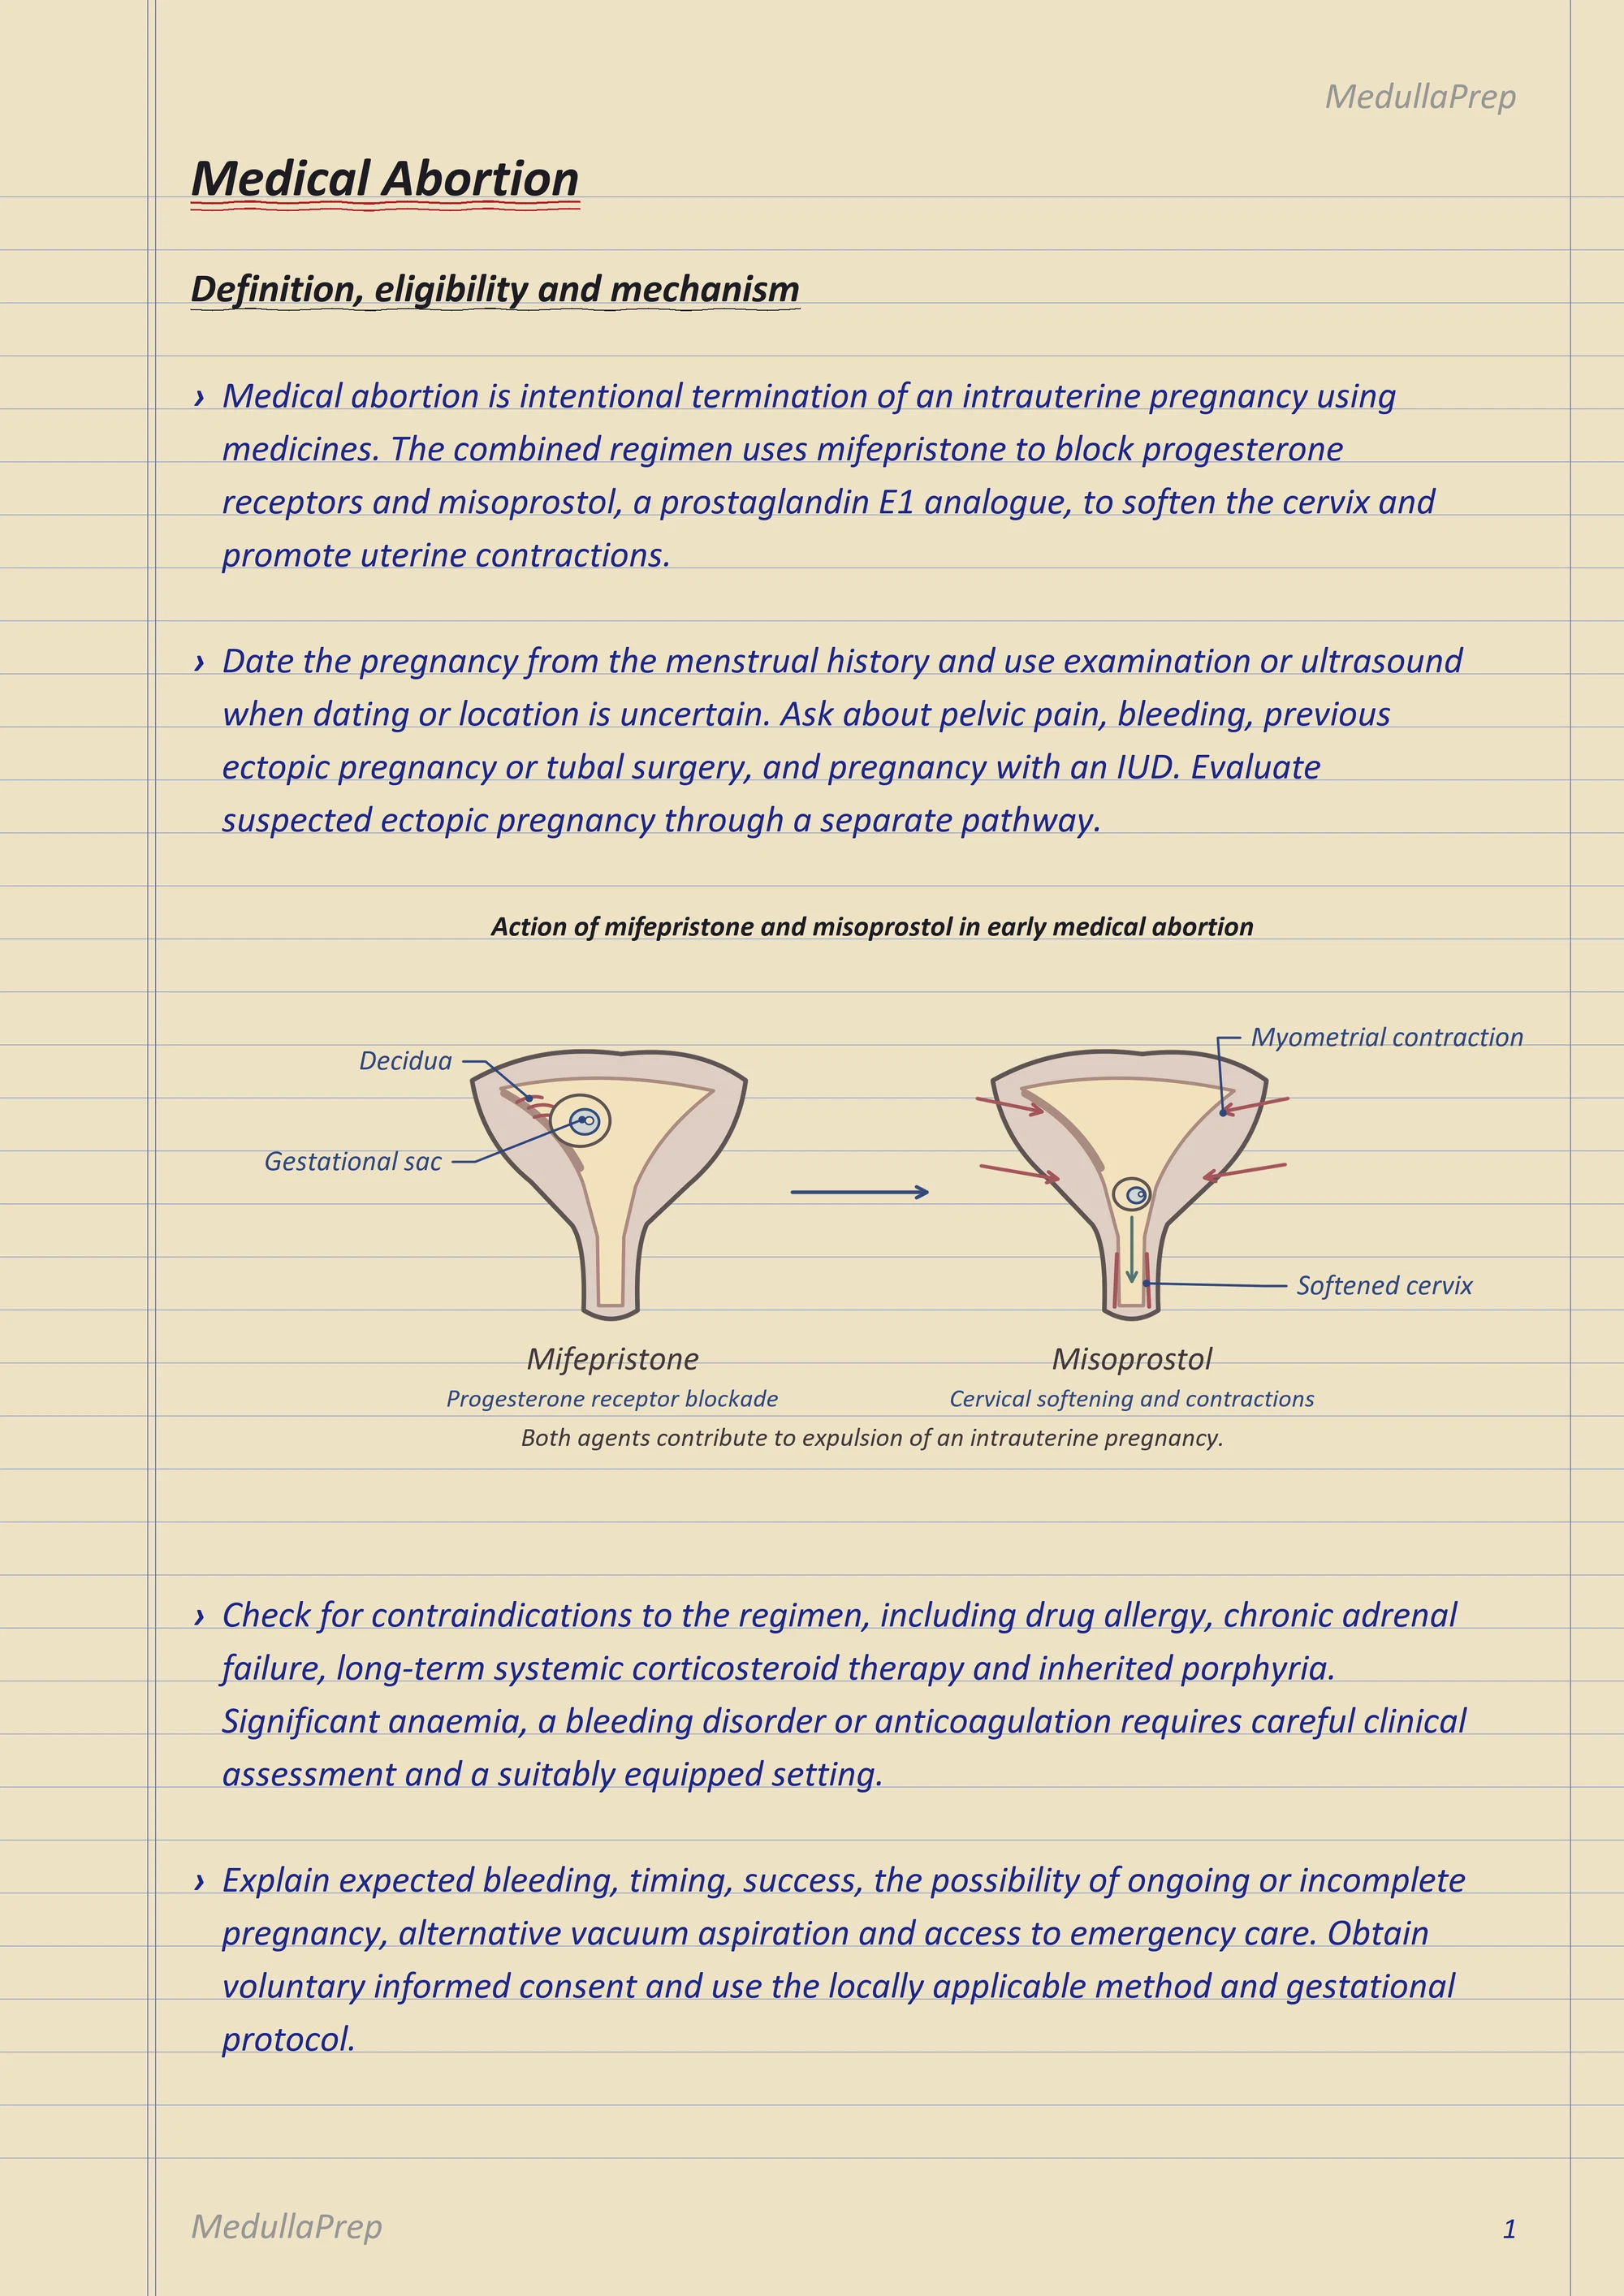 MedullaPrep
Medical Abortion
Definition, eligibility and mechanism
› Medical abortion is intentional termination of an intrauterine pregnancy using
medicines. The combined regimen uses mifepristone to block progesterone
receptors and misoprostol, a prostaglandin E1 analogue, to soften the cervix and
promote uterine contractions.
› Date the pregnancy from the menstrual history and use examination or ultrasound
when dating or location is uncertain. Ask about pelvic pain, bleeding, previous
ectopic pregnancy or tubal surgery, and pregnancy with an IUD. Evaluate
suspected ectopic pregnancy through a separate pathway.
Action of mifepristone and misoprostol in early medical abortion
Decidua
Gestational sac
Mifepristone
Progesterone receptor blockade
Myometrial contraction
Softened cervix
Misoprostol
Cervical softening and contractions
Both agents contribute to expulsion of an intrauterine pregnancy.
› Check for contraindications to the regimen, including drug allergy, chronic adrenal
failure, long-term systemic corticosteroid therapy and inherited porphyria.
Significant anaemia, a bleeding disorder or anticoagulation requires careful clinical
assessment and a suitably equipped setting.
› Explain expected bleeding, timing, success, the possibility of ongoing or incomplete
pregnancy, alternative vacuum aspiration and access to emergency care. Obtain
voluntary informed consent and use the locally applicable method and gestational
protocol.
MedullaPrep
1